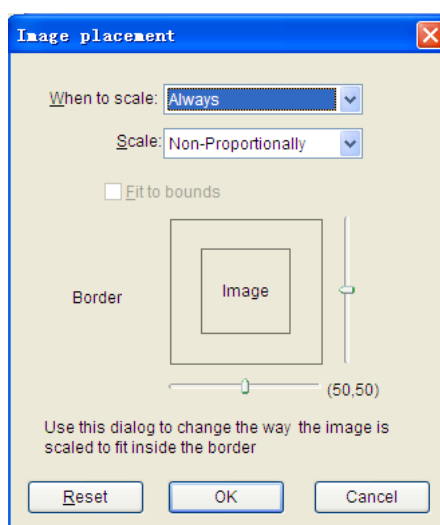 Image placement
When to scale: Always
Scale: Non-Proportionally
Fit to bounds
Border
Image
(50,50)
Use this dialog to change the way the image is
scaled to fit inside the border
Reset OK Cancel